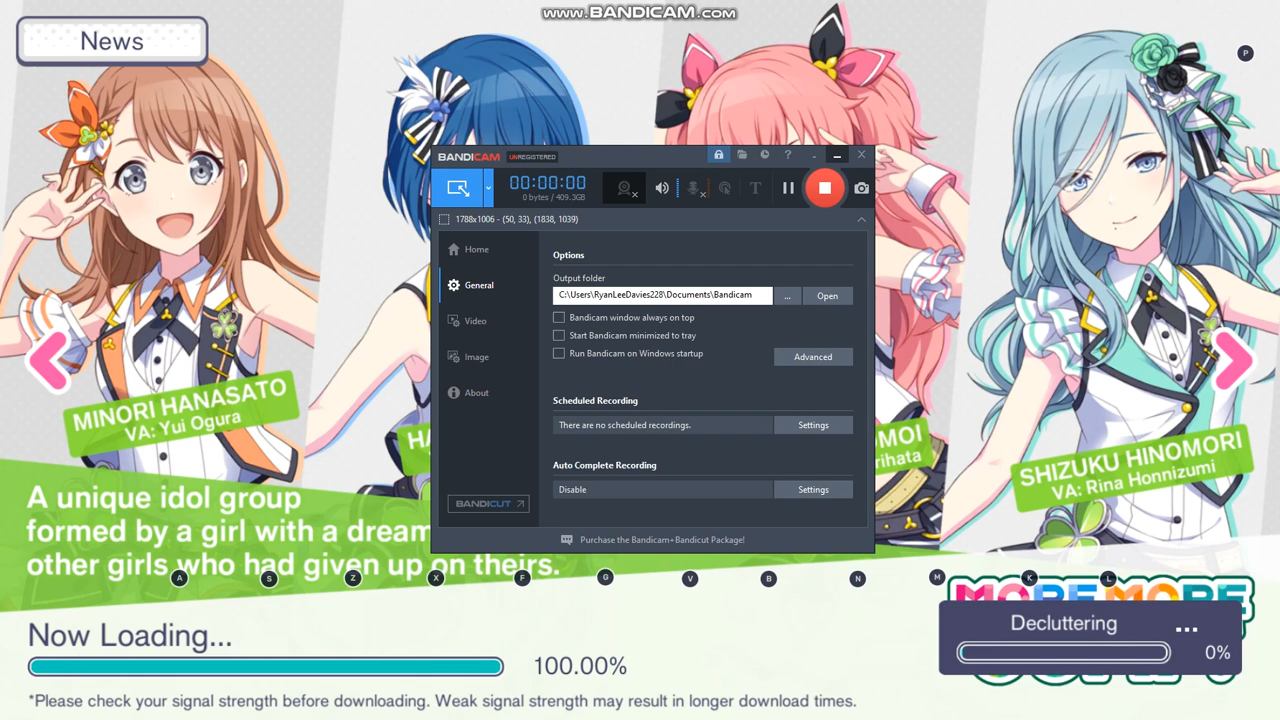 www.BANDICAM.com
News
P
BANDICAM UNREGISTERED
?
00:00:00
0 bytes / 409.3GB
T
1788x1006 - (50, 33), (1838, 1039)
Home
General
Video
Image
About
BANDICUT
Options
Output folder
C:\Users\RyanLeeDavies228\Documents\Bandicam
...
Open
Bandicam window always on top
Start Bandicam minimized to tray
Run Bandicam on Windows startup
Advanced
Scheduled Recording
There are no scheduled recordings.
Settings
Auto Complete Recording
Disable
Settings
Purchase the Bandicam+Bandicut Package!
MINORI HANASATO
VA: Yui Ogura
HA
OMOI
rihata
SHIZUKU HINOMORI
VA: Rina Honnizumi
A unique idol group
formed by a girl with a dream
other girls who had given up on theirs.
A S Z X F G V B N M K L
MORE MORE
Now Loading...
100.00%
Decluttering ...
0%
*Please check your signal strength before downloading. Weak signal strength may result in longer download times.